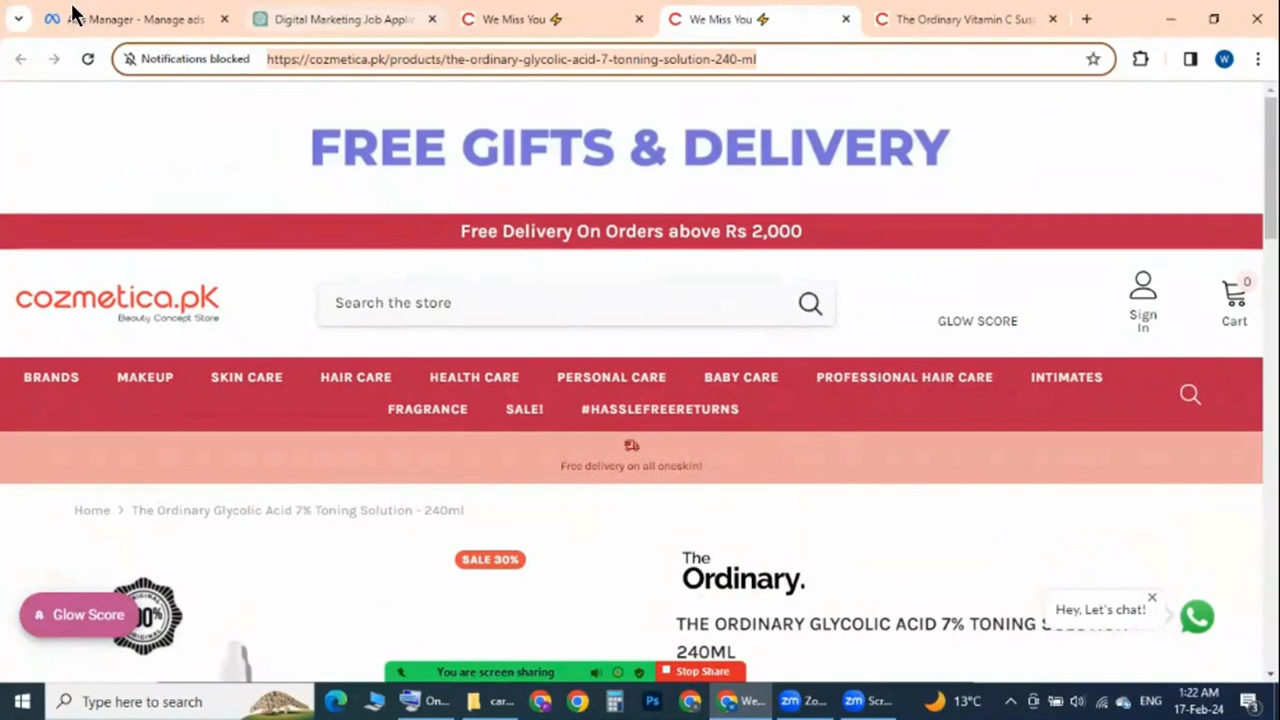 s Manager - Manage ads
Digital Marketing Job Applic
We Miss You ⚡
We Miss You ⚡
The Ordinary Vitamin C Sus
Notifications blocked
https://cozmetica.pk/products/the-ordinary-glycolic-acid-7-tonning-solution-240-ml
W
FREE GIFTS & DELIVERY
Free Delivery On Orders above Rs 2,000
cozmetica.pk
Beauty Concept Store
Search the store
GLOW SCORE
Sign
In
0
Cart
BRANDS MAKEUP SKIN CARE HAIR CARE HEALTH CARE PERSONAL CARE BABY CARE PROFESSIONAL HAIR CARE INTIMATES
FRAGRANCE SALE! #HASSLEFREERETURNS
Free delivery on all oneskin!
Home > The Ordinary Glycolic Acid 7% Toning Solution - 240ml
SALE 30%
The
Ordinary.
Glow Score
Hey, Let's chat!
THE ORDINARY GLYCOLIC ACID 7% TONING
240ML
You are screen sharing
Stop Share
Type here to search
On...
car...
We...
Zo...
Scr...
13°C
ENG
1:22 AM
17-Feb-24
3